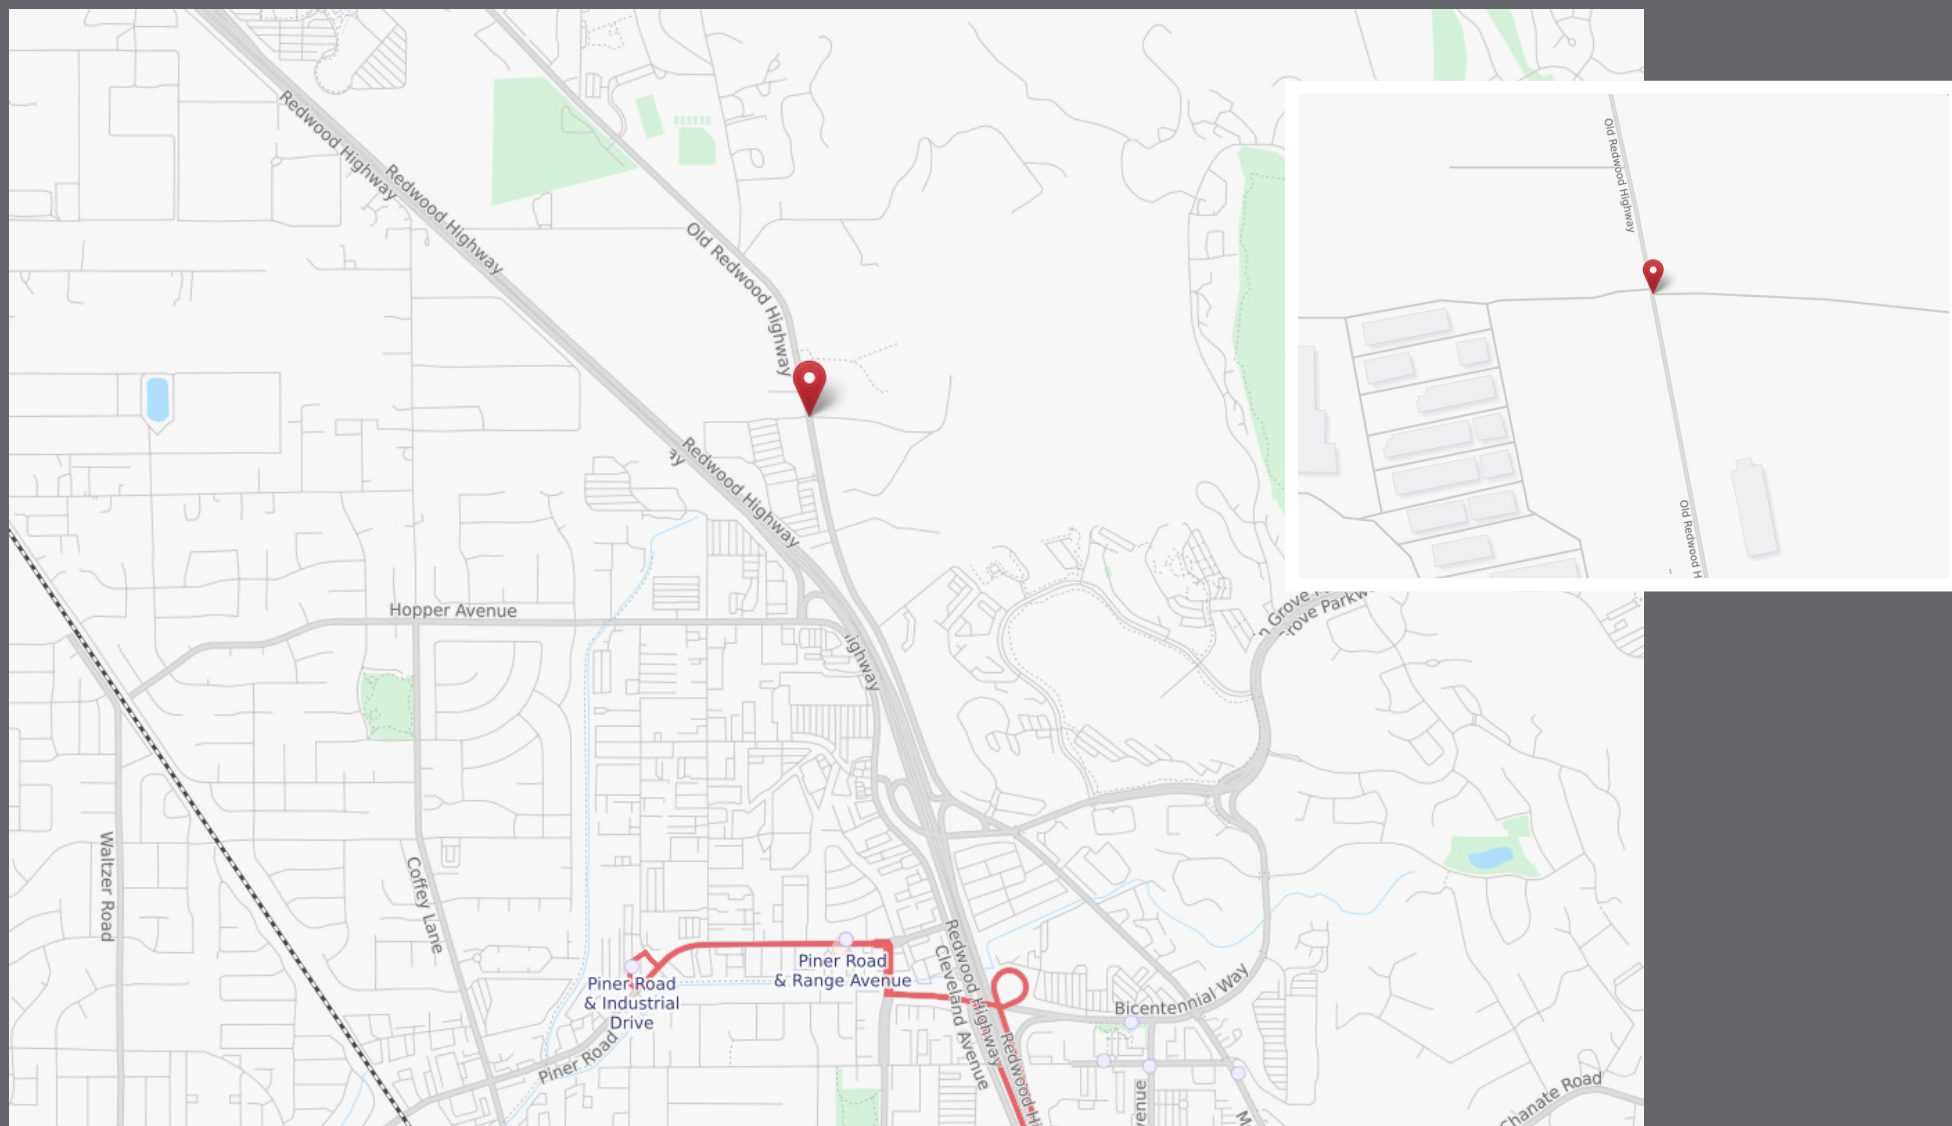 Redwood Highway
Redwood Highway
Old Redwood Highway
Old Redwood Highway
Redwood Highway
ay
Old Redwood H
Hopper Avenue
ighway
n Grove
Grove Parkw
Waltzer Road
Coffey Lane
Piner Road
& Range Avenue
Piner Road
& Industrial
Drive
Piner Road
Redwood Highway
Cleveland Avenue
Redwood Hi
Bicentennial Way
venue
Chanate Road